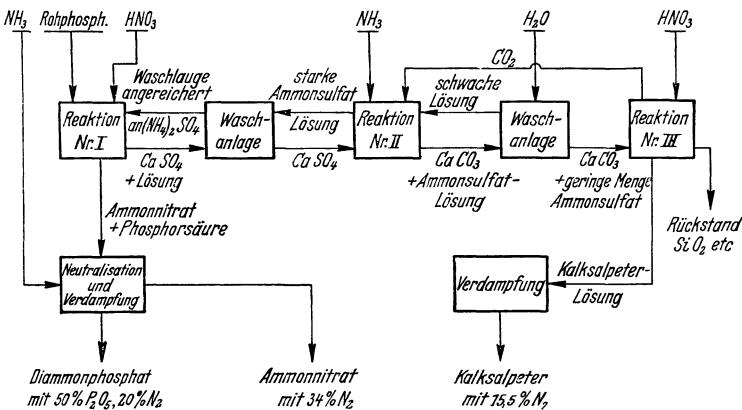 NH₃ Rohphosph. HNO₃ NH₃ H₂O HNO₃
CO₂
Waschlauge
angereichert
an(NH₄)₂SO₄
starke
Ammonsulfat
Lösung
schwache
Lösung
Reaktion
Nr. I
Wasch-
anlage
Reaktion
Nr. II
Wasch-
anlage
Reaktion
Nr. III
CaSO₄
+Lösung
CaSO₄
CaCO₃
+Ammonsulfat-
Lösung
CaCO₃
+geringe Menge
Ammonsulfat
Rückstand
SiO₂ etc
Ammonnitrat
+Phosphorsäure
Neutralisation
und
Verdampfung
Verdampfung
Kalksalpeter-
Lösung
Diammonphosphat
mit 50% P₂O₅, 20% N₂
Ammonnitrat
mit 34% N₂
Kalksalpeter
mit 15,5% N₂